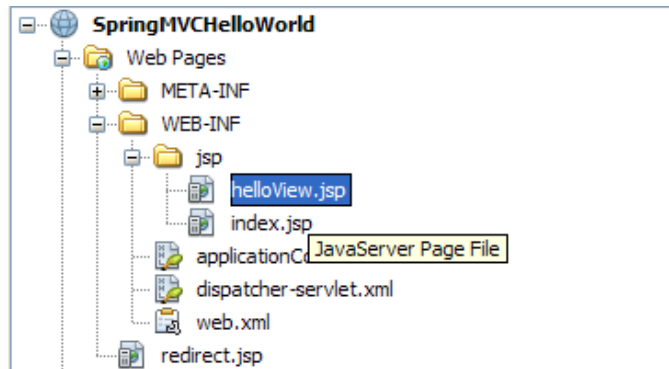 SpringMVCHelloWorld
Web Pages
META-INF
WEB-INF
jsp
helloView.jsp
index.jsp
JavaServer Page File
dispatcher-servlet.xml
web.xml
redirect.jsp